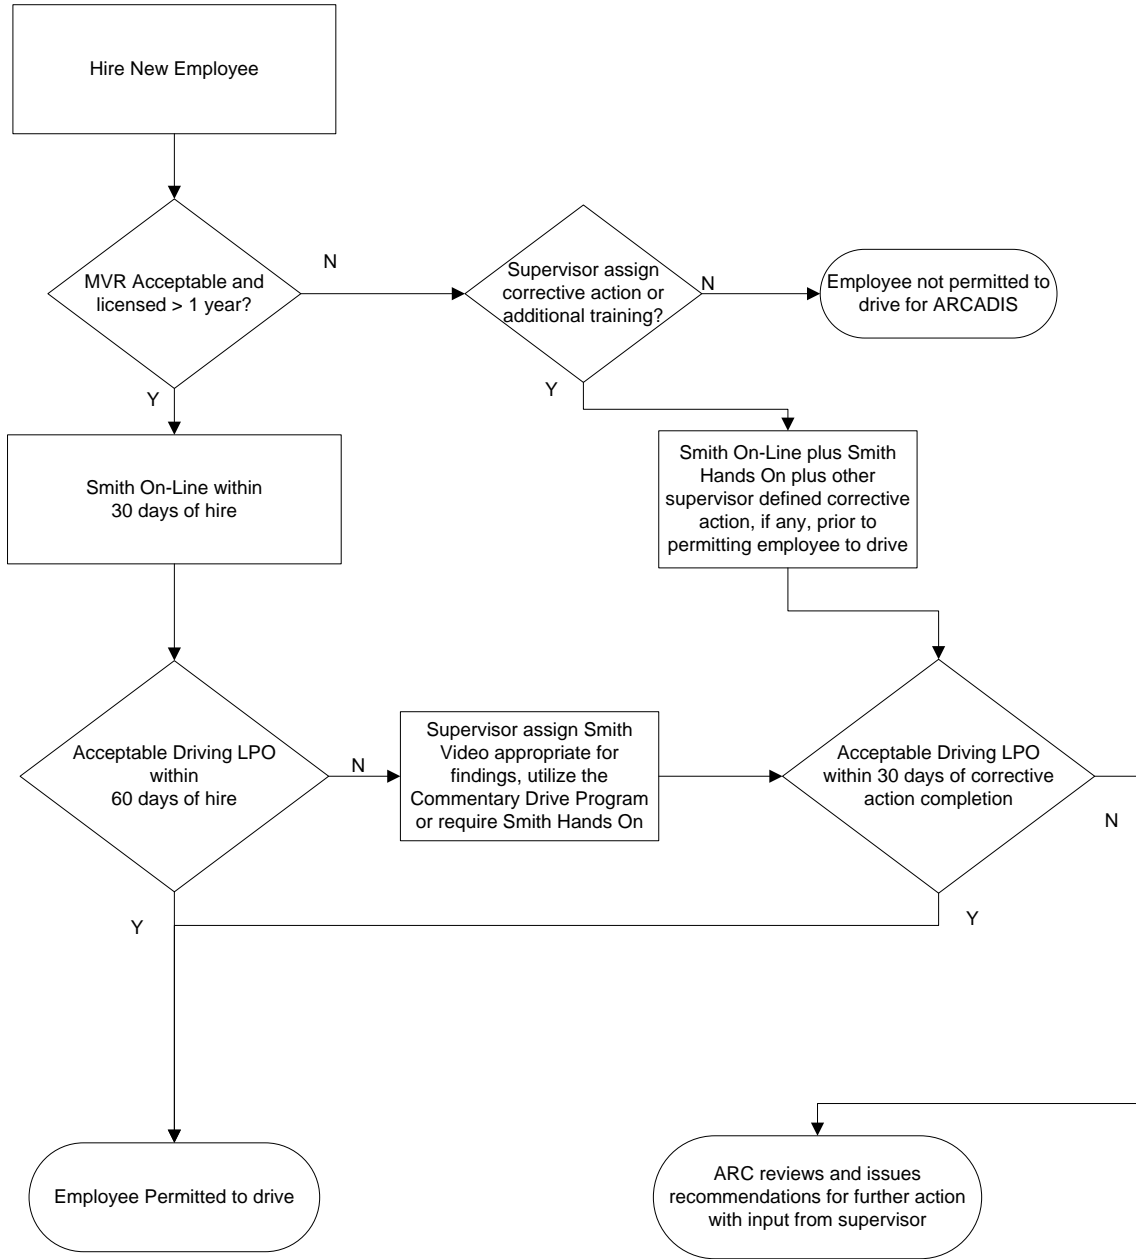 Hire New Employee
MVR Acceptable and
licensed > 1 year?
N
Supervisor assign
corrective action or
additional training?
N
Employee not permitted to
drive for ARCADIS
Y
Y
Smith On-Line within
30 days of hire
Smith On-Line plus Smith
Hands On plus other
supervisor defined corrective
action, if any, prior to
permitting employee to drive
Acceptable Driving LPO
within
60 days of hire
N
Supervisor assign Smith
Video appropriate for
findings, utilize the
Commentary Drive Program
or require Smith Hands On
Acceptable Driving LPO
within 30 days of corrective
action completion
N
Y
Y
Employee Permitted to drive
ARC reviews and issues
recommendations for further action
with input from supervisor